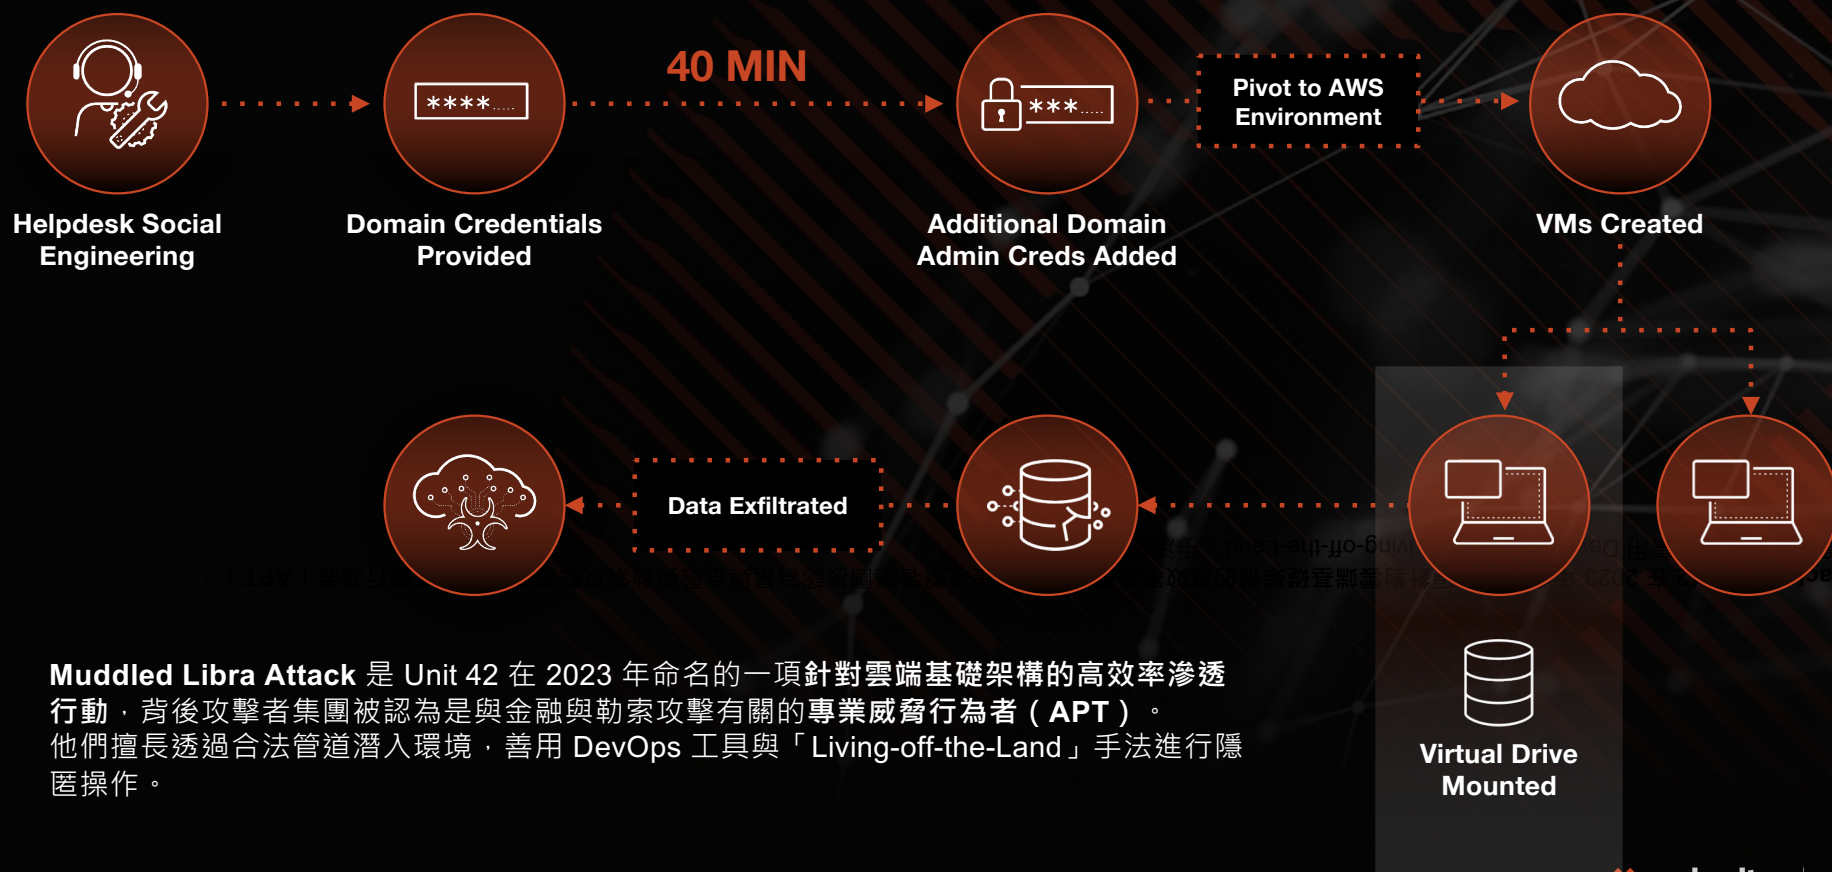 40 MIN
Pivot to AWS
Environment
****.....
***.....
Helpdesk Social
Engineering
Domain Credentials
Provided
Additional Domain
Admin Creds Added
VMs Created
Data Exfiltrated
Muddled Libra Attack 是 Unit 42 在 2023 年命名的一項針對雲端基礎架構的高效率滲透
行動，背後攻擊者集團被認為是與金融與勒索攻擊有關的專業威脅行為者（APT）。
他們擅長透過合法管道潛入環境，善用 DevOps 工具與「Living-off-the-Land」手法進行隱
匿操作。
Virtual Drive
Mounted